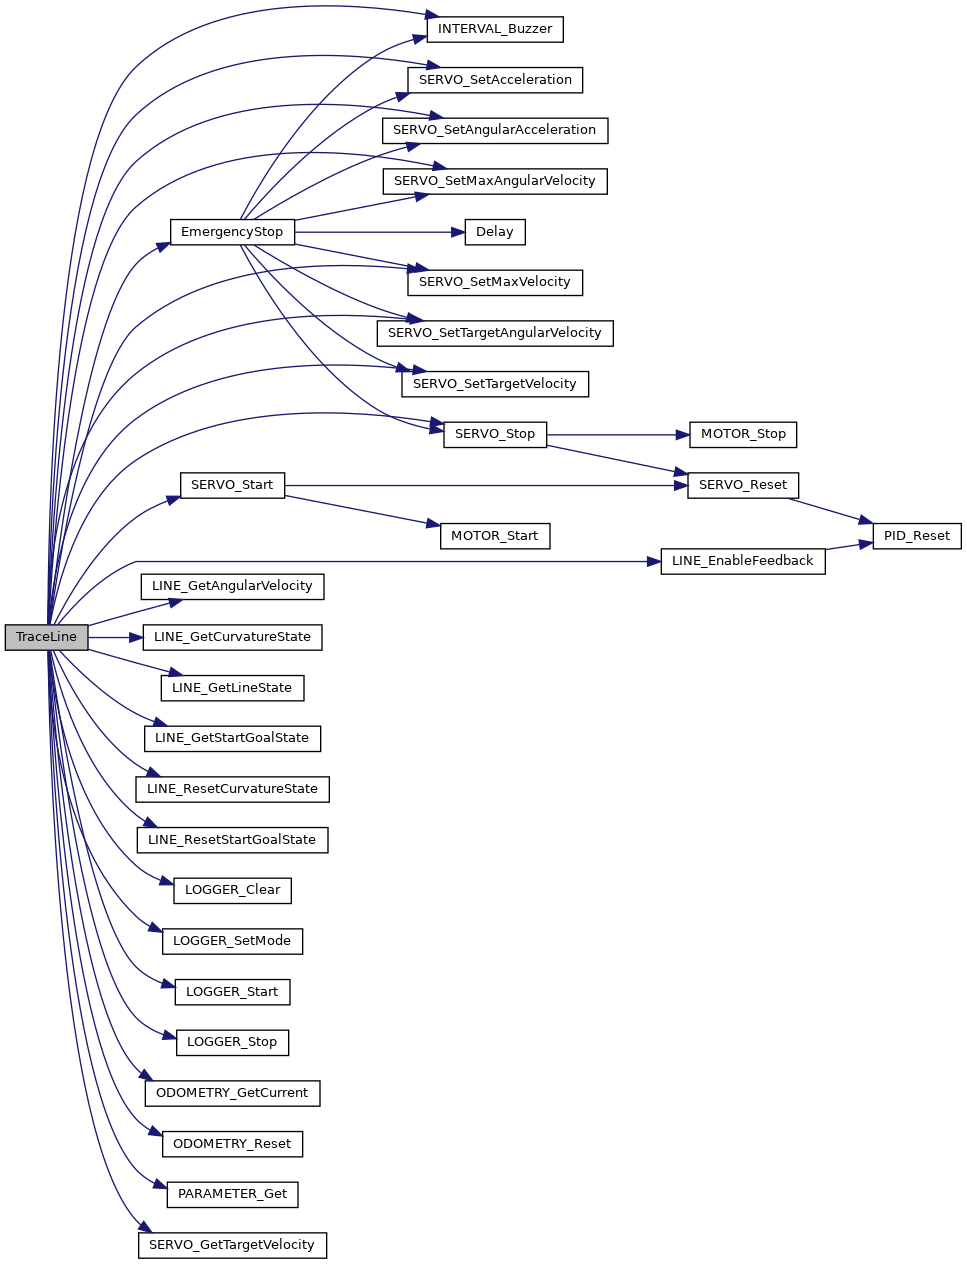 INTERVAL_Buzzer
SERVO_SetAcceleration
SERVO_SetAngularAcceleration
SERVO_SetMaxAngularVelocity
EmergencyStop
Delay
SERVO_SetMaxVelocity
SERVO_SetTargetAngularVelocity
SERVO_SetTargetVelocity
SERVO_Stop
MOTOR_Stop
SERVO_Start
SERVO_Reset
MOTOR_Start
PID_Reset
LINE_EnableFeedback
LINE_GetAngularVelocity
TraceLine
LINE_GetCurvatureState
LINE_GetLineState
LINE_GetStartGoalState
LINE_ResetCurvatureState
LINE_ResetStartGoalState
LOGGER_Clear
LOGGER_SetMode
LOGGER_Start
LOGGER_Stop
ODOMETRY_GetCurrent
ODOMETRY_Reset
PARAMETER_Get
SERVO_GetTargetVelocity